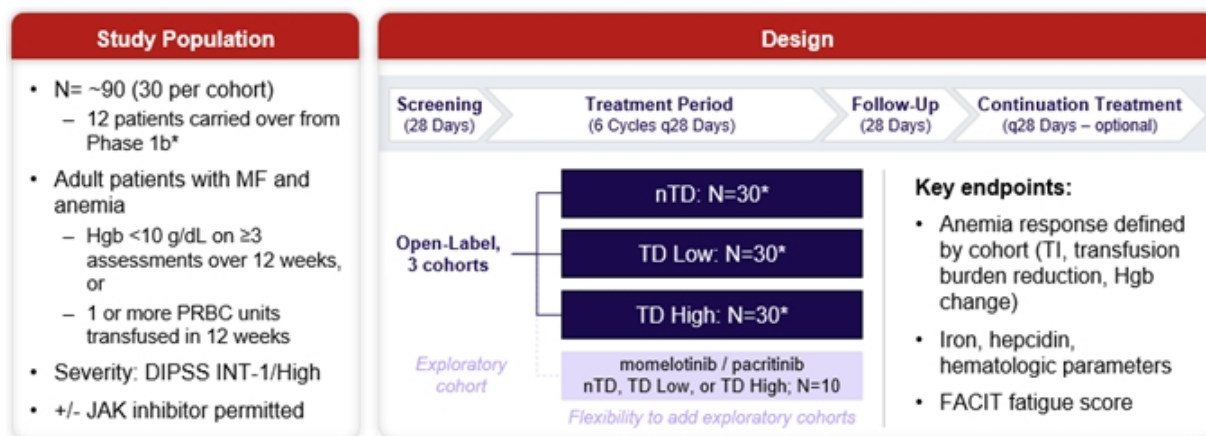 Study Population
• N= ~90 (30 per cohort)
– 12 patients carried over from
Phase 1b*
• Adult patients with MF and
anemia
– Hgb <10 g/dL on ≥3
assessments over 12 weeks,
or
– 1 or more PRBC units
transfused in 12 weeks
• Severity: DIPSS INT-1/High
• +/- JAK inhibitor permitted
Design
Screening
(28 Days)
Treatment Period
(6 Cycles q28 Days)
Follow-Up
(28 Days)
Continuation Treatment
(q28 Days – optional)
Open-Label,
3 cohorts
nTD: N=30*
TD Low: N=30*
TD High: N=30*
Exploratory
cohort
momelotinib / pacritinib
nTD, TD Low, or TD High; N=10
Flexibility to add exploratory cohorts
Key endpoints:
• Anemia response defined
by cohort (TI, transfusion
burden reduction, Hgb
change)
• Iron, hepcidin,
hematologic parameters
• FACIT fatigue score